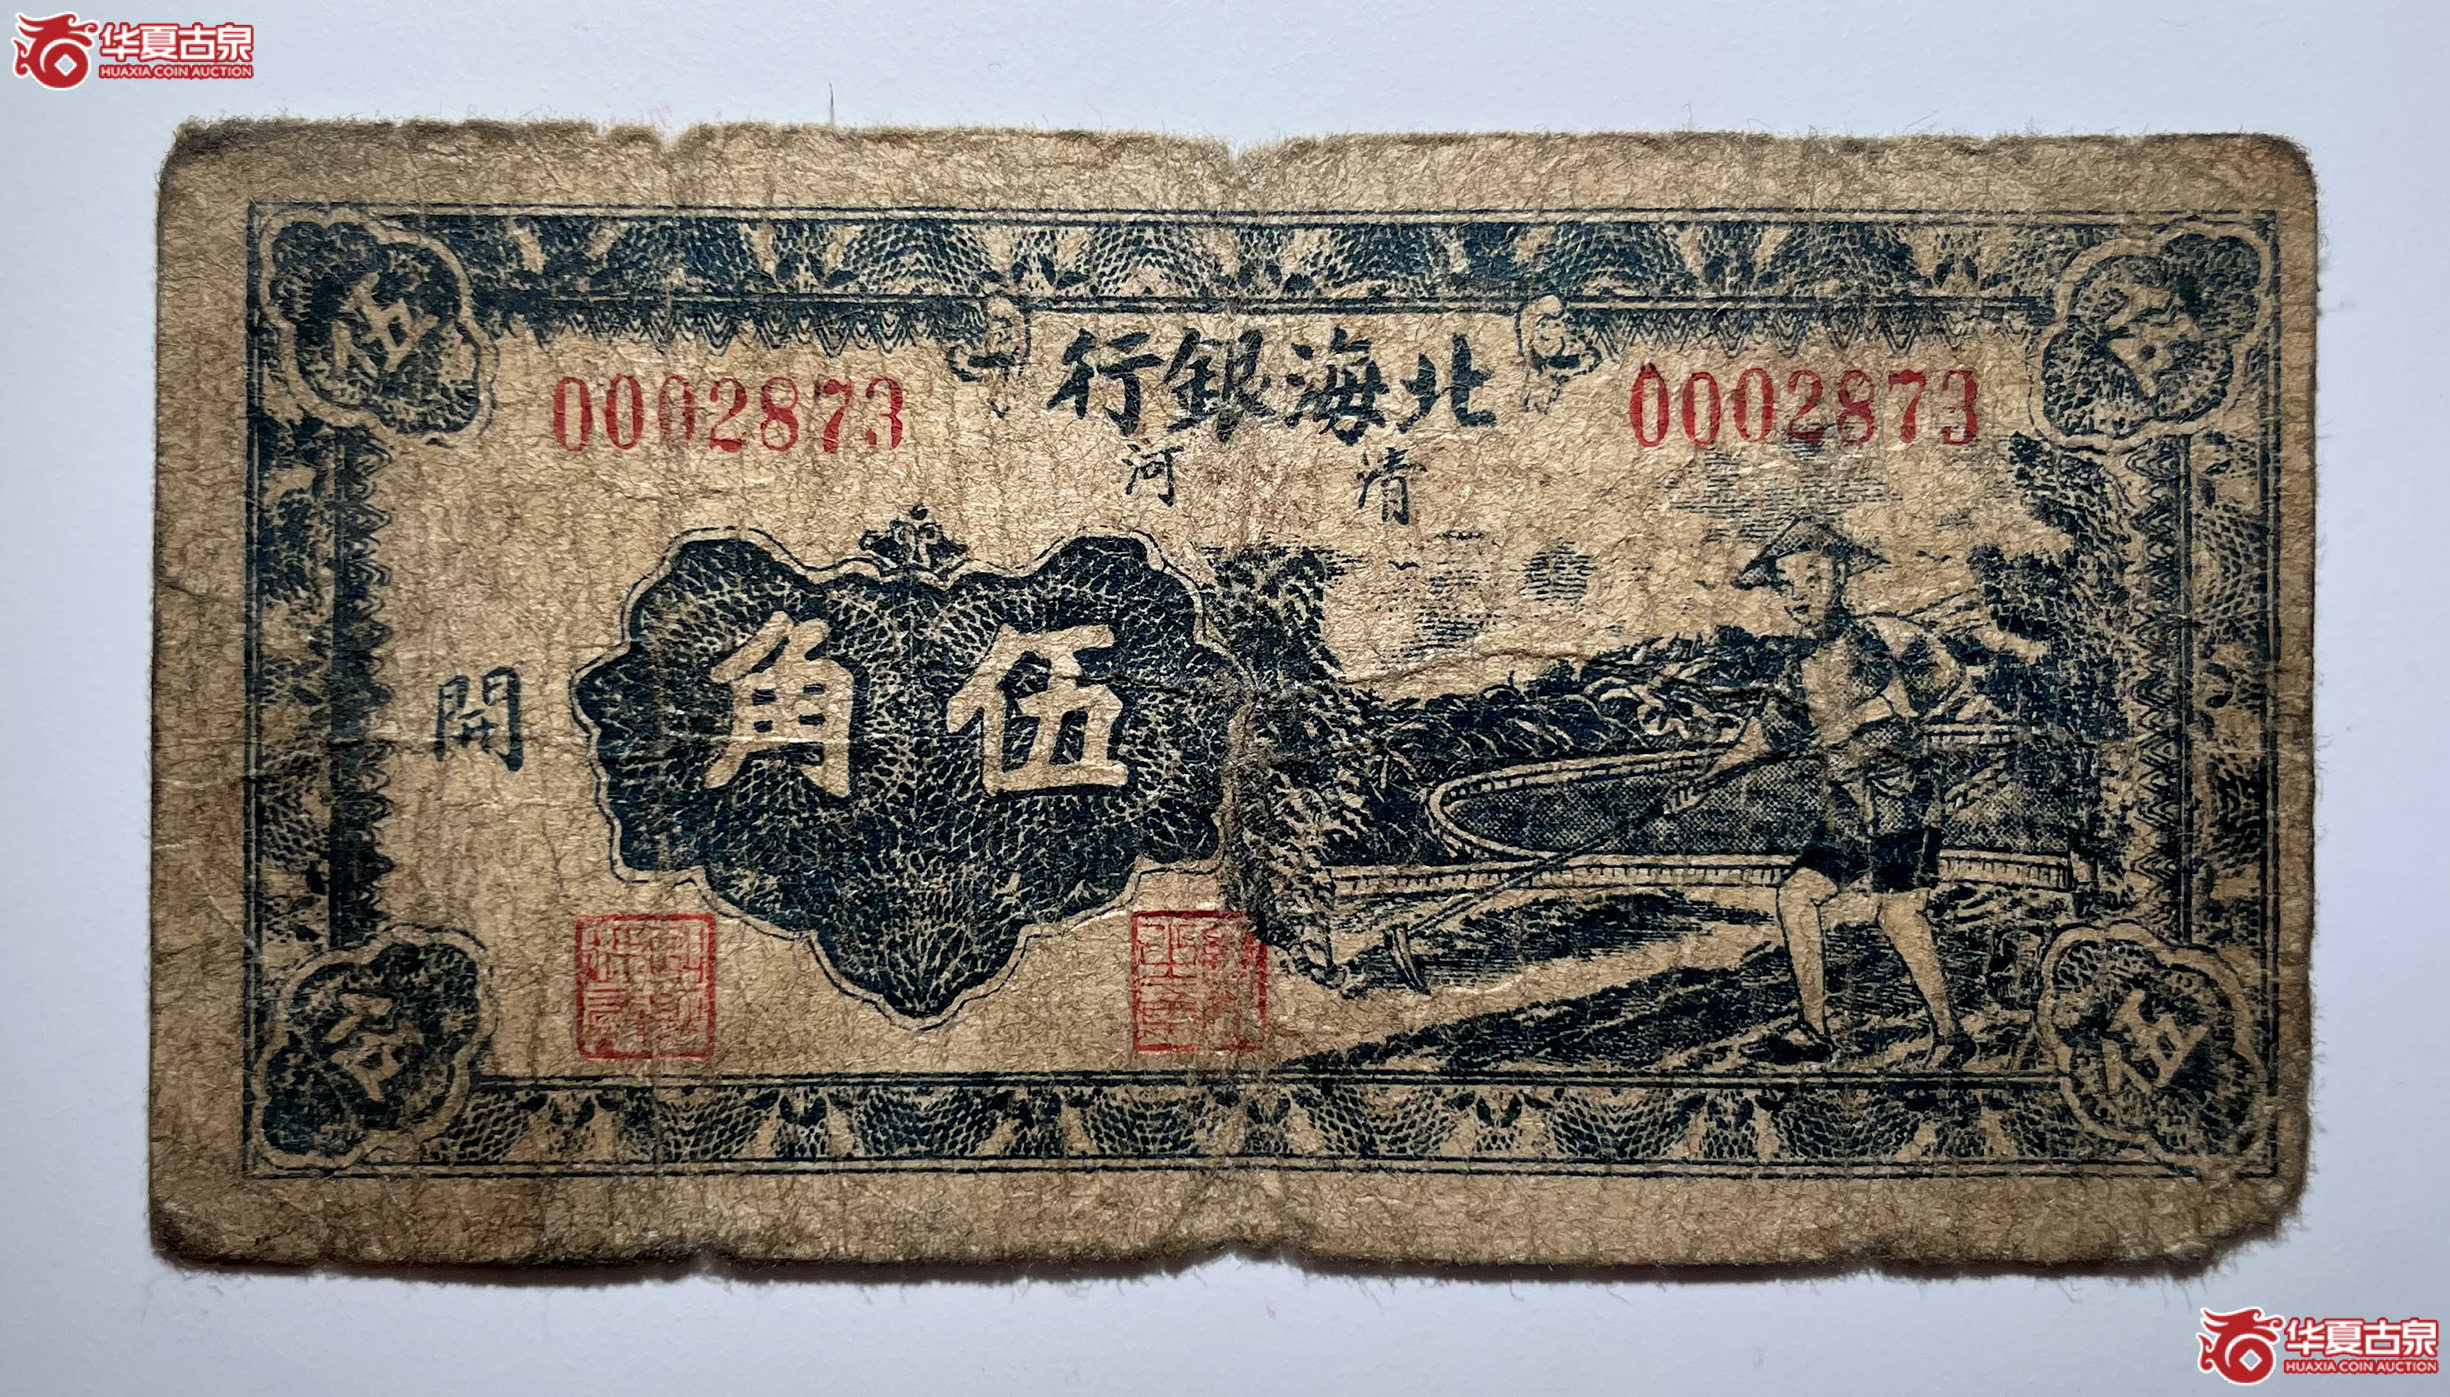 华夏古泉
HUAXIA COIN AUCTION
伍
伍
行銀海北
0002873
0002873
河 清
角伍
開
伍
伍
华夏古泉
HUAXIA COIN AUCTION